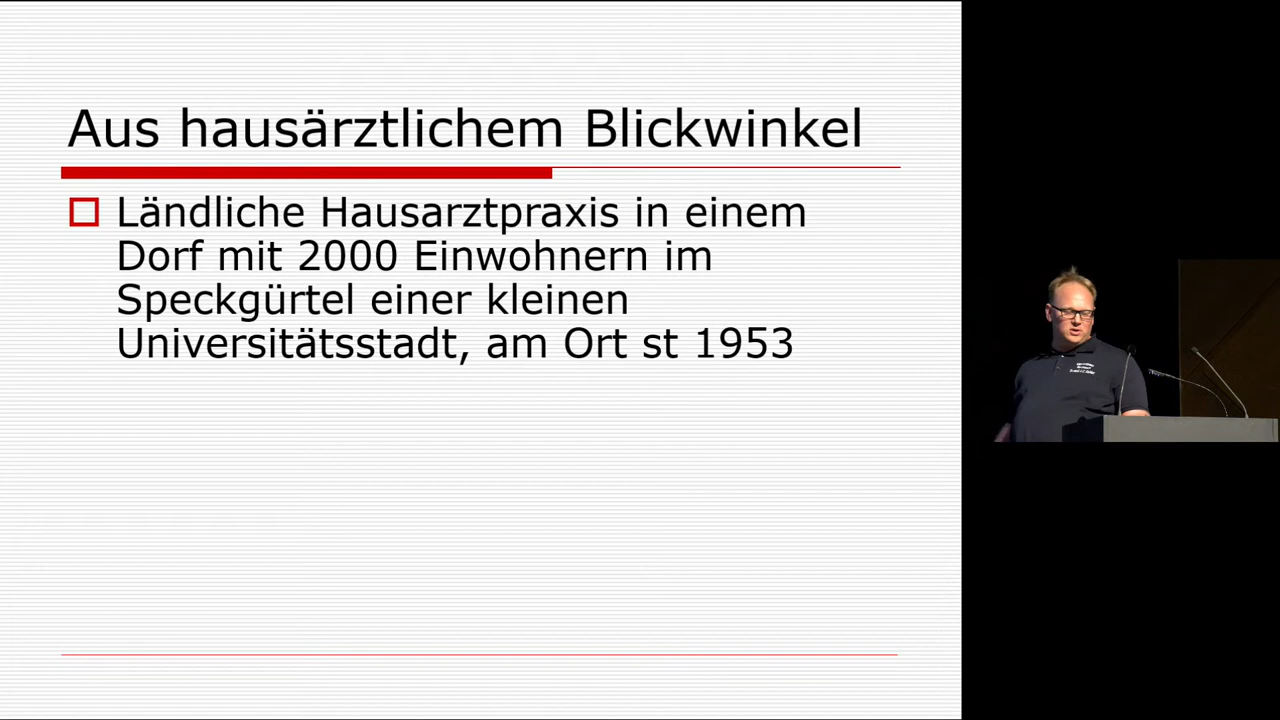 Aus hausärztlichem Blickwinkel
Ländliche Hausarztpraxis in einem
Dorf mit 2000 Einwohnern im
Speckgürtel einer kleinen
Universitätsstadt, am Ort st 1953